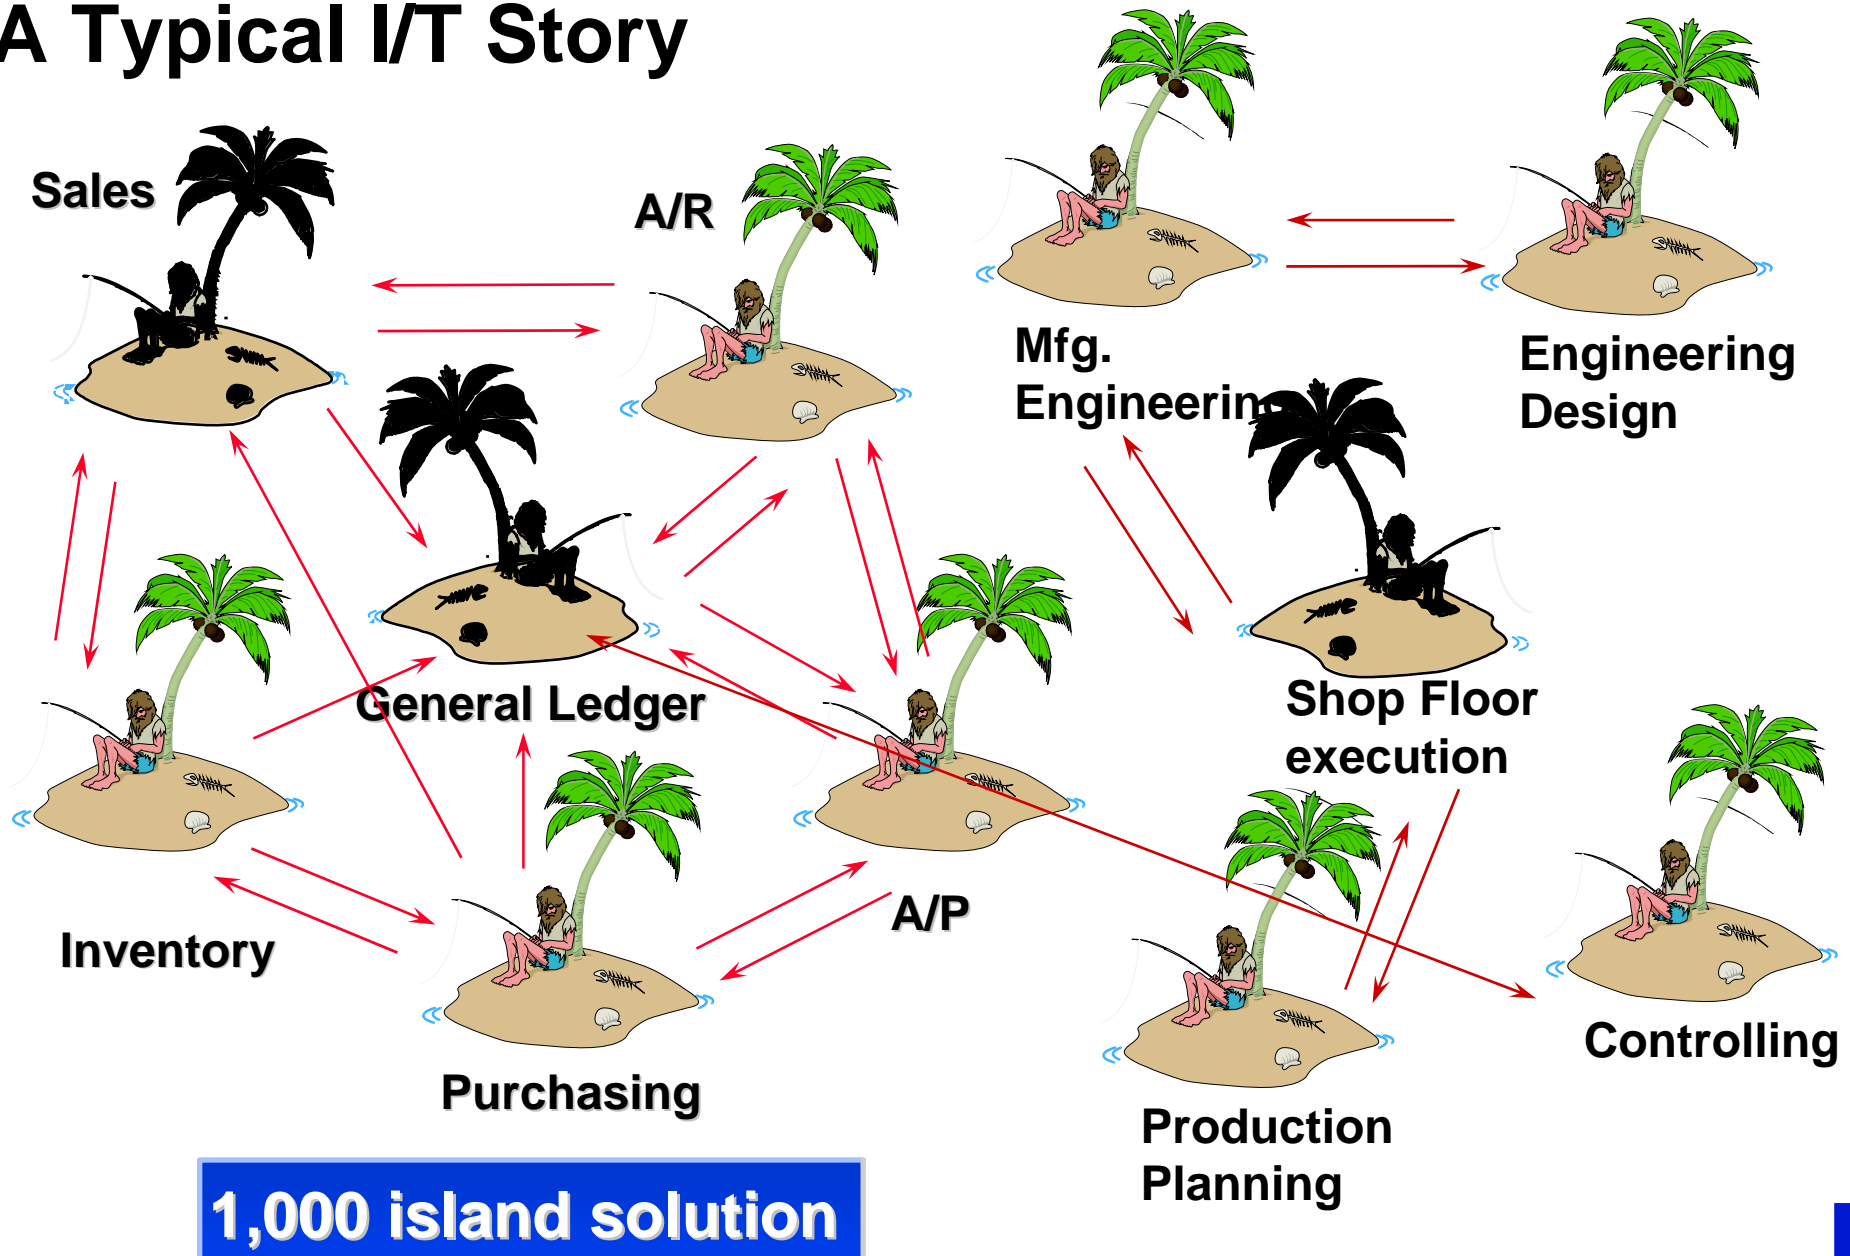 A Typical I/T Story
Sales
A/R
Mfg.
Engineering
Engineering
Design
General Ledger
Shop Floor
execution
Inventory
A/P
Controlling
Purchasing
Production
Planning
1,000 island solution